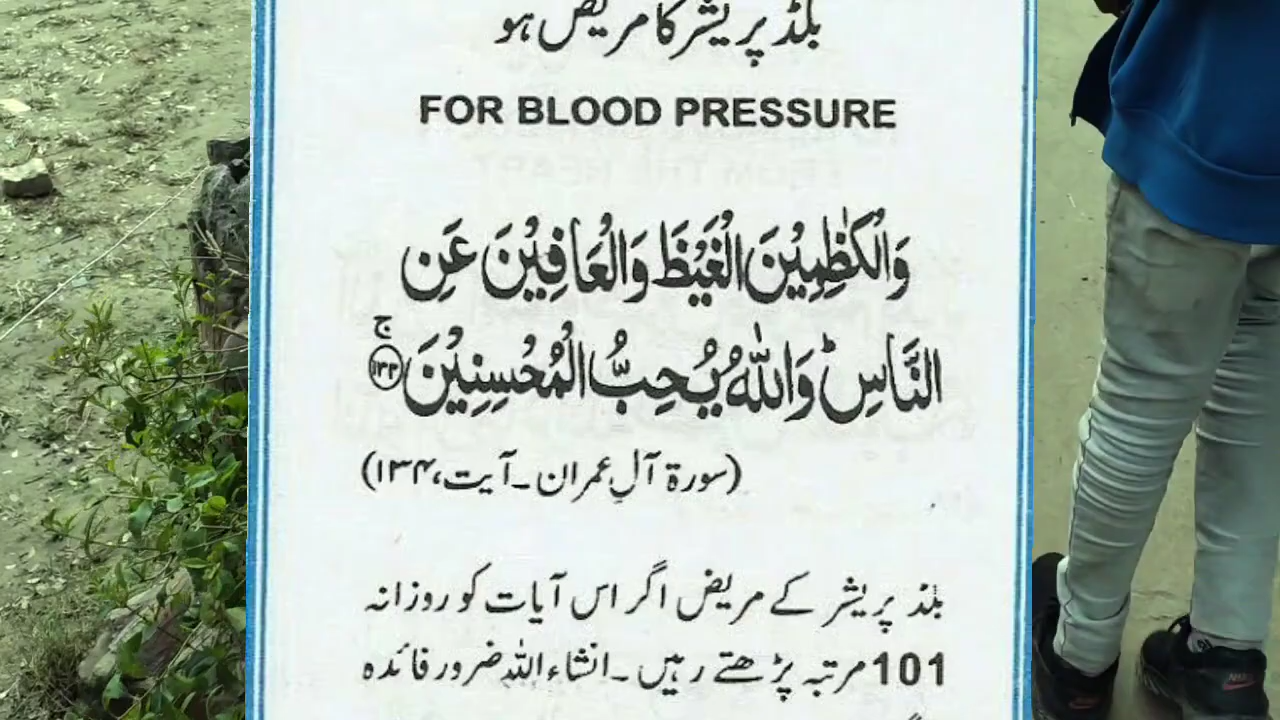 بلڈ پریشر کا مریض ہو
FOR BLOOD PRESSURE
وَالْكٰظِمِيْنَ الْغَيْظَ وَالْعَافِيْنَ عَنِ
النَّاسِ ؕ وَاللّٰهُ يُحِبُّ الْمُحْسِنِيْنَ ۚ ﴿۱۳۴﴾
(سورۃ آلِ عمران ۔ آیت، ۱۳۴)
بلڈ پریشر کے مریض اگر اس آیات کو روزانہ
101 مرتبہ پڑھتے رہیں ۔ انشاء اللہ ضرور فائدہ